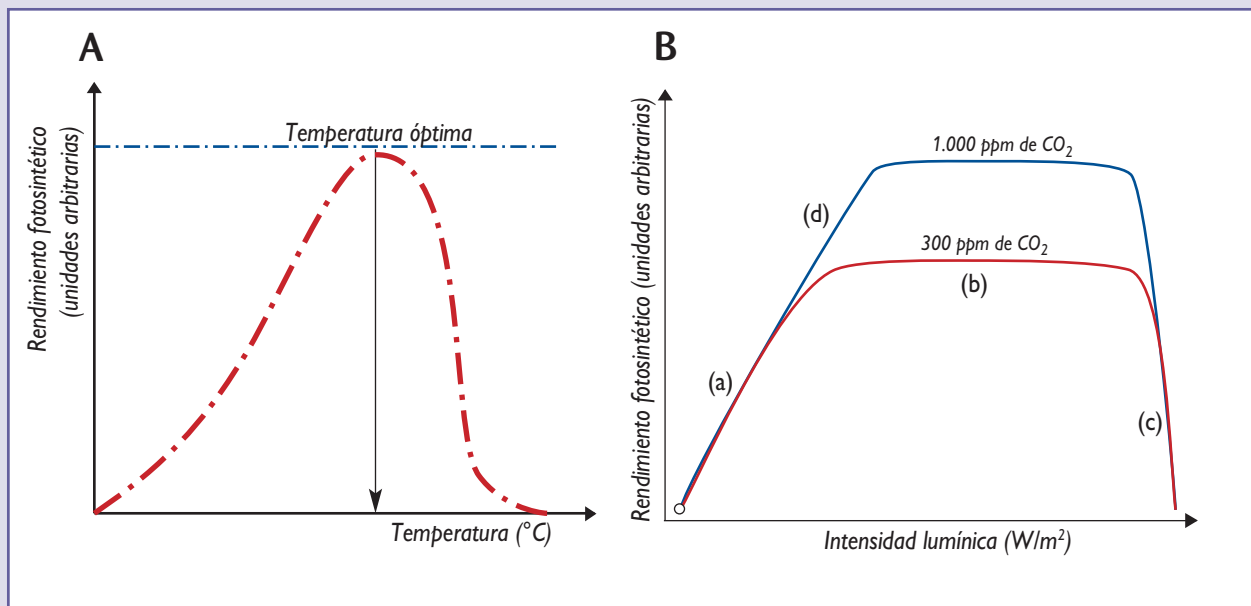 A
Rendimiento fotosintético
(unidades arbitrarias)
Temperatura óptima
Temperatura (°C)
B
Rendimiento fotosintético (unidades arbitrarias)
1.000 ppm de CO₂
(d)
300 ppm de CO₂
(b)
(a)
(c)
Intensidad lumínica (W/m²)